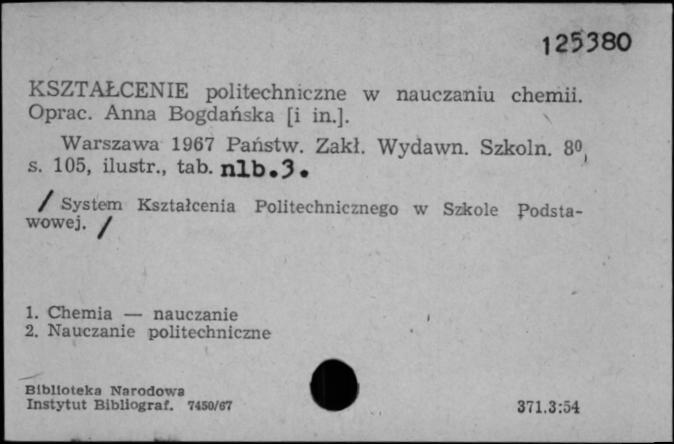 125380
KSZTAŁCENIE politechniczne w nauczaniu chemii.
Oprac. Anna Bogdańska [i in.].
Warszawa 1967 Państw. Zakł. Wydawn. Szkoln. 8⁰,
s. 105, ilustr., tab. nlb.3.
/ System Kształcenia Politechnicznego w Szkole Podsta-
wowej. /
1. Chemia — nauczanie
2. Nauczanie politechniczne
Biblioteka Narodowa
Instytut Bibliograf. 7450/67
371.3:54